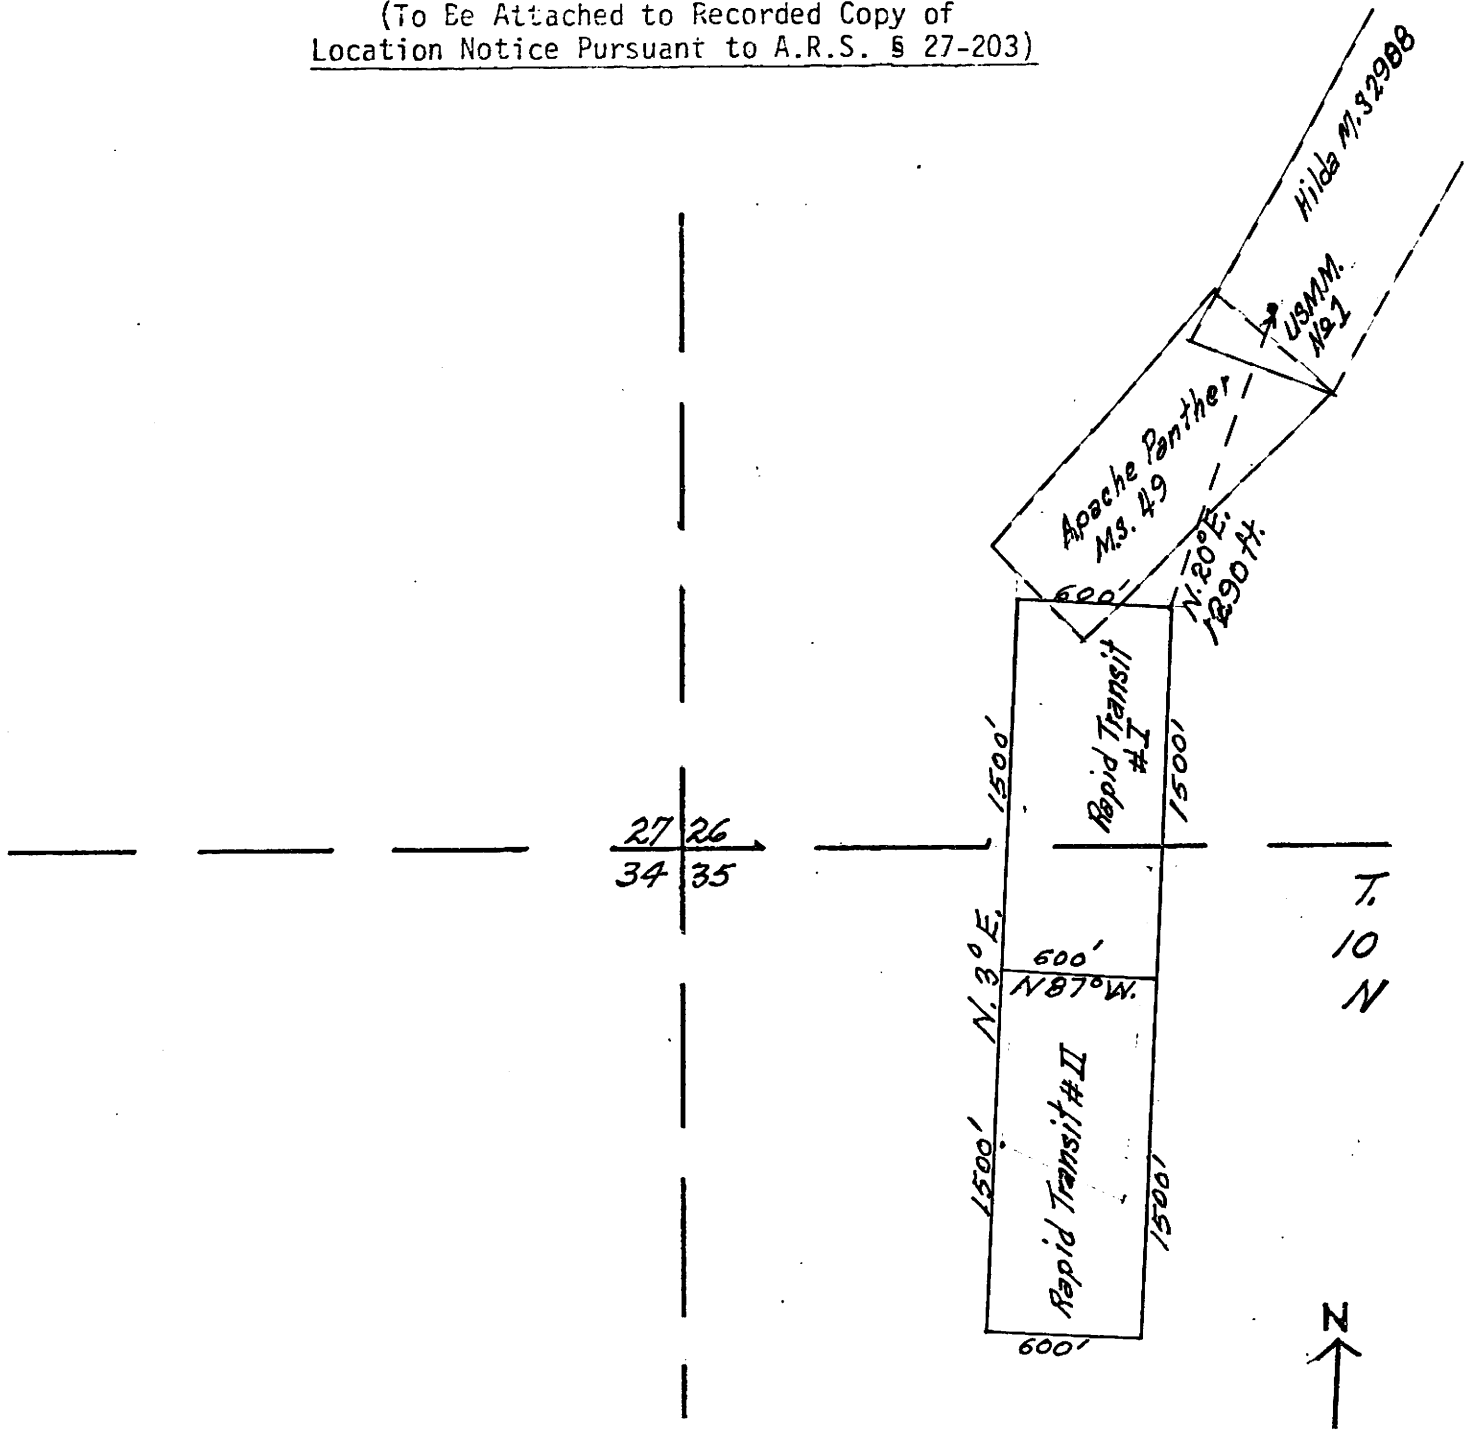 (To Be Attached to Recorded Copy of
Location Notice Pursuant to A.R.S. § 27-203)
Hilda M.S 2988
USMM.
No 1
Apache Panther
M.S. 49
N. 20° E.
1290 ft.
600'
Rapid Transit
# I
1500'
1500'
27 26
34 35
T.
10
N
N. 3° E.
600'
N 87° W.
Rapid Transit # II
1500'
1500'
600'
N